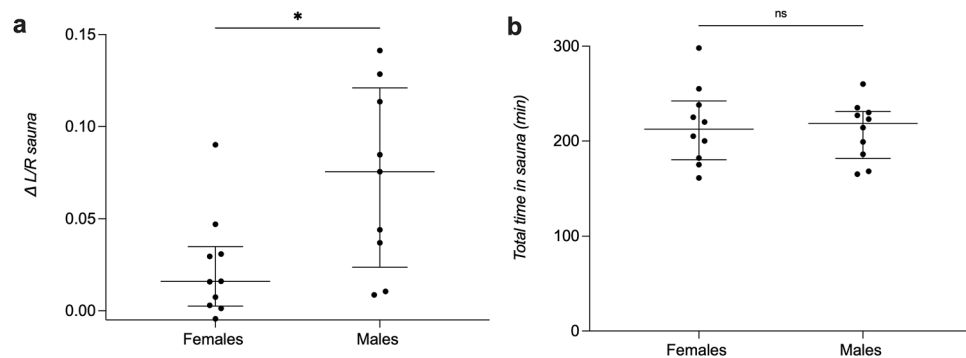 a
*
Δ L/R sauna
0.15
0.10
0.05
0.00
Females Males
b
ns
Total time in sauna (min)
300
200
100
0
Females Males